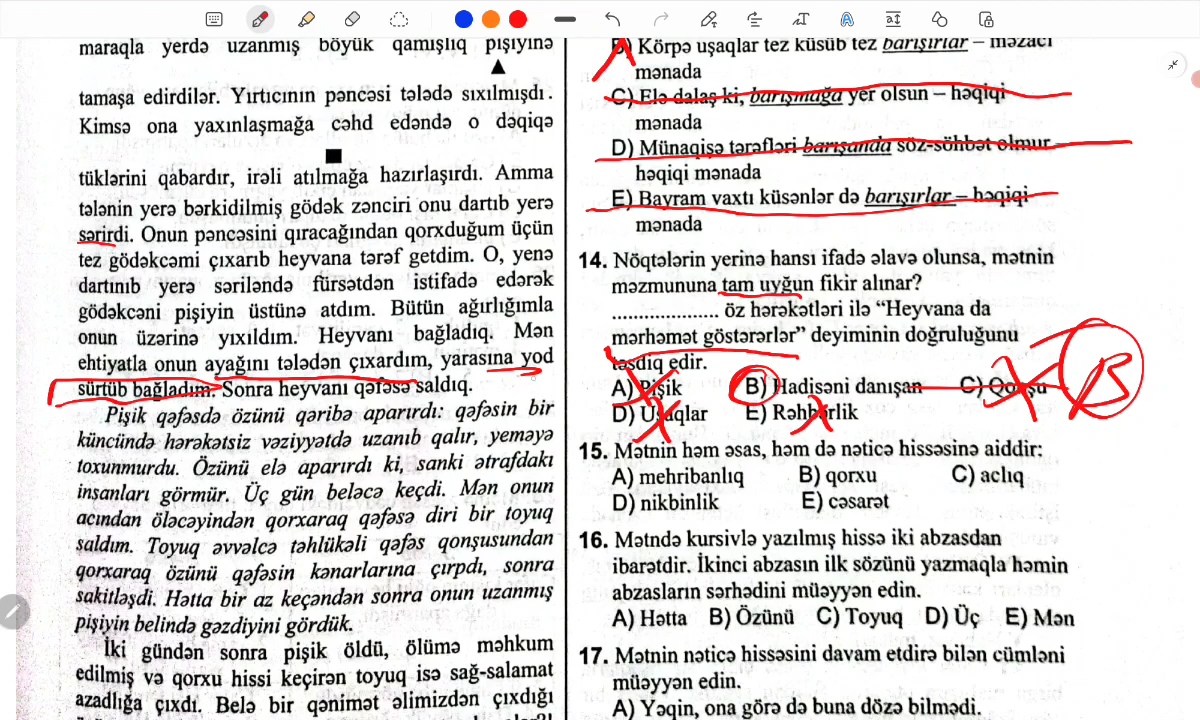 maraqla yerdə uzanmış böyük qamışlıq pişiyinə
tamaşa edirdilər. Yırtıcının pəncəsi tələdə sıxılmışdı.
Kimsə ona yaxınlaşmağa cəhd edəndə o dəqiqə
tüklərini qabardır, irəli atılmağa hazırlaşırdı. Amma
tələnin yerə bərkidilmiş gödək zənciri onu dartıb yerə
sərirdi. Onun pəncəsini qıracağından qorxduğum üçün
tez gödəkcəmi çıxarıb heyvana tərəf getdim. O, yenə
dartınıb yerə səriləndə fürsətdən istifadə edərək
gödəkcəni pişiyin üstünə atdım. Bütün ağırlığımla
onun üzərinə yıxıldım. Heyvanı bağladıq. Mən
ehtiyatla onun ayağını tələdən çıxardım, yarasına yod
sürtüb bağladım. Sonra heyvanı qəfəsə saldıq.
Pişik qəfəsdə özünü qəribə aparırdı: qəfəsin bir
küncündə hərəkətsiz vəziyyətdə uzanıb qalır, yeməyə
toxunmurdu. Özünü elə aparırdı ki, sanki ətrafdakı
insanları görmür. Üç gün beləcə keçdi. Mən onun
acından öləcəyindən qorxaraq qəfəsə diri bir toyuq
saldım. Toyuq əvvəlcə təhlükəli qəfəs qonşusundan
qorxaraq özünü qəfəsin kənarlarına çırpdı, sonra
sakitləşdi. Hətta bir az keçəndən sonra onun uzanmış
pişiyin belində gəzdiyini gördük.
İki gündən sonra pişik öldü, ölümə məhkum
edilmiş və qorxu hissi keçirən toyuq isə sağ-salamat
azadlığa çıxdı. Belə bir qənimət əlimizdən çıxdığı
B) Körpə uşaqlar tez küsüb tez barışırlar – məzaci
mənada
C) Elə dalaş ki, barışmağa yer olsun – həqiqi
mənada
D) Münaqişə tərəfləri barışanda söz-söhbət olmur –
həqiqi mənada
E) Bayram vaxtı küsənlər də barışırlar – həqiqi
mənada
14. Nöqtələrin yerinə hansı ifadə əlavə olunsa, mətnin
məzmununa tam uyğun fikir alınar?
.................... öz hərəkətləri ilə “Heyvana da
mərhəmət göstərərlər” deyiminin doğruluğunu
təsdiq edir.
A) Pişik B) Hadisəni danışan C) Qonşu B
D) Uşaqlar E) Rəhbərlik
15. Mətnin həm əsas, həm də nəticə hissəsinə aiddir:
A) mehribanlıq B) qorxu C) aclıq
D) nikbinlik E) cəsarət
16. Mətndə kursivlə yazılmış hissə iki abzasdan
ibarətdir. İkinci abzasın ilk sözünü yazmaqla həmin
abzasların sərhədini müəyyən edin.
A) Hətta B) Özünü C) Toyuq D) Üç E) Mən
17. Mətnin nəticə hissəsini davam etdirə bilən cümləni
müəyyən edin.
A) Yəqin, ona görə də buna dözə bilmədi.